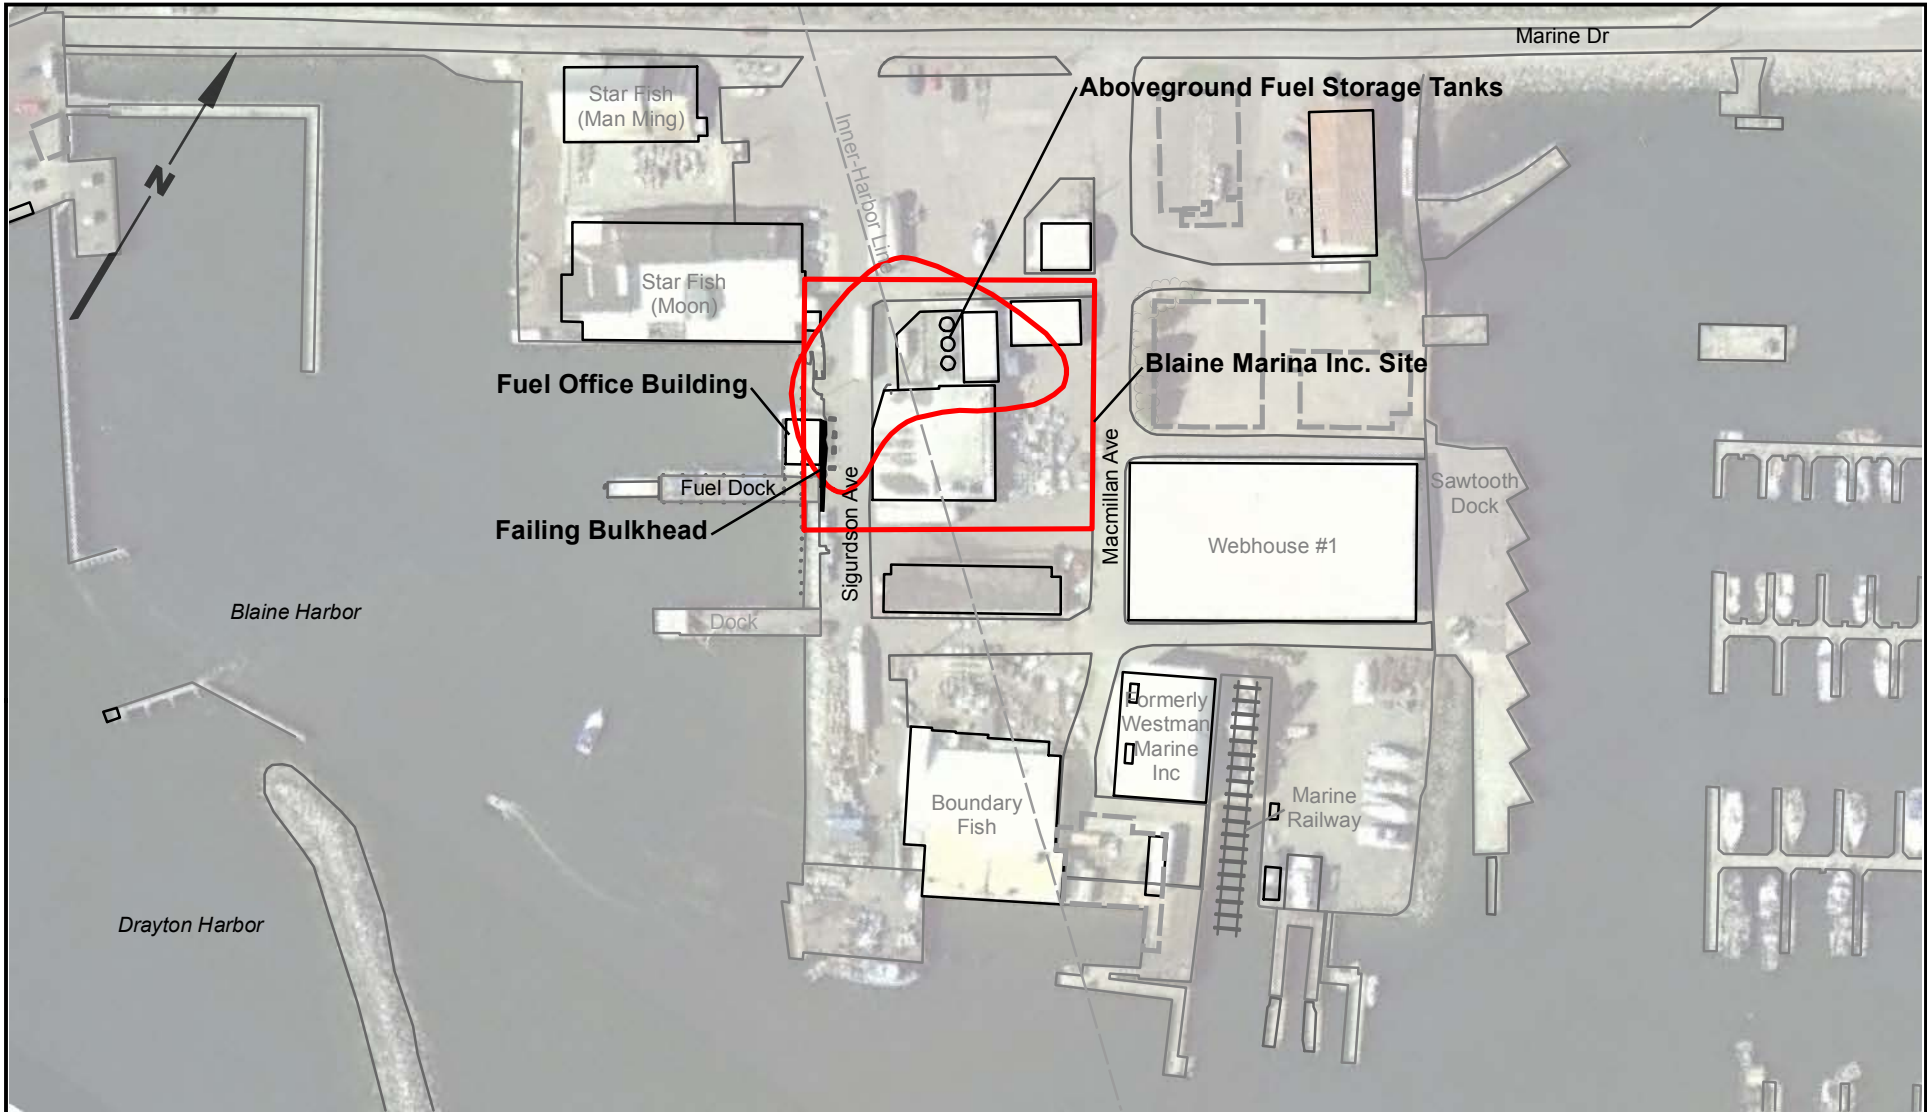 Marine Dr
Aboveground Fuel Storage Tanks
Star Fish
(Man Ming)
Inner-Harbor Line
N
Star Fish
(Moon)
Blaine Marina Inc. Site
Fuel Office Building
Macmillan Ave
Sigurdson Ave
Fuel Dock
Sawtooth
Dock
Failing Bulkhead
Webhouse #1
Blaine Harbor
Dock
Formerly
Westman
Marine
Inc
Marine
Railway
Boundary
Fish
Drayton Harbor